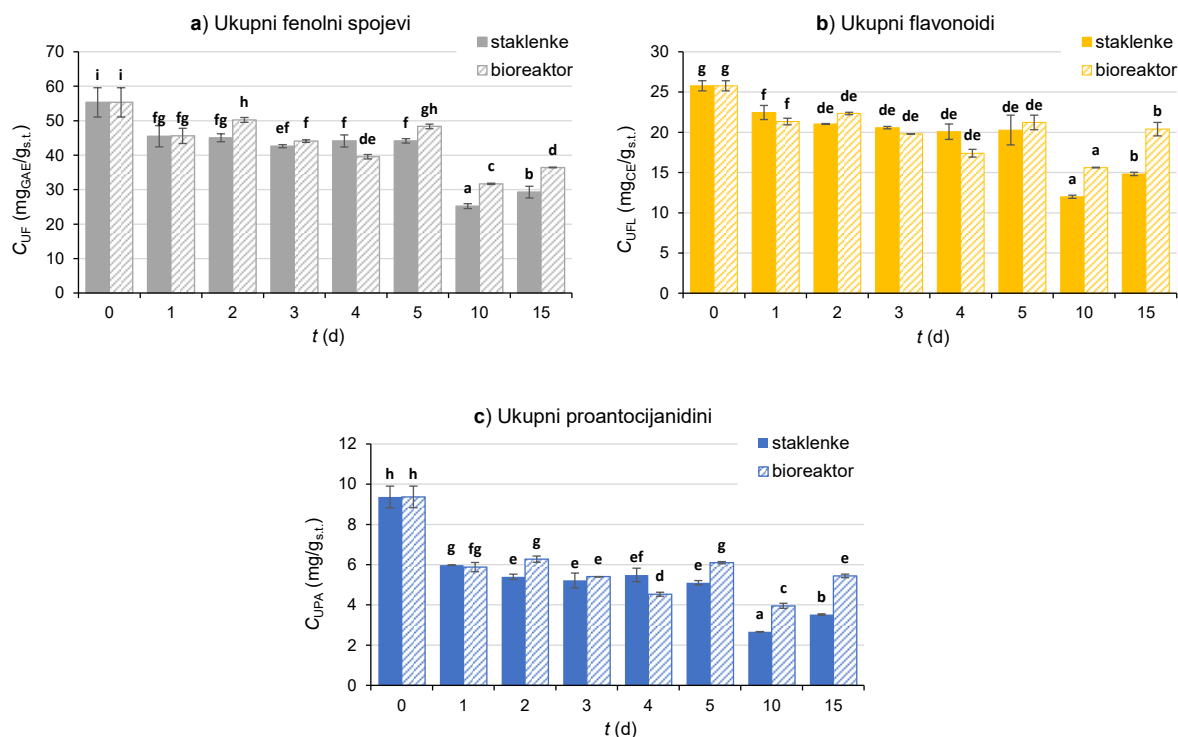 a) Ukupni fenolni spojevi
staklenke
bioreaktor
C_UF (mg_GAE/g_s.t.)
70
60
50
40
30
20
10
0
i i fg fg fg h ef f f de f gh a c b d
0 1 2 3 4 5 10 15
t (d)
b) Ukupni flavonoidi
staklenke
bioreaktor
C_UFL (mg_CE/g_s.t.)
30
25
20
15
10
5
0
g g f f de de de de de de de de a a b b
0 1 2 3 4 5 10 15
t (d)
c) Ukupni proantocijanidini
staklenke
bioreaktor
C_UPA (mg/g_s.t.)
12
10
8
6
4
2
0
h h g fg e g e e ef d e g a c b e
0 1 2 3 4 5 10 15
t (d)